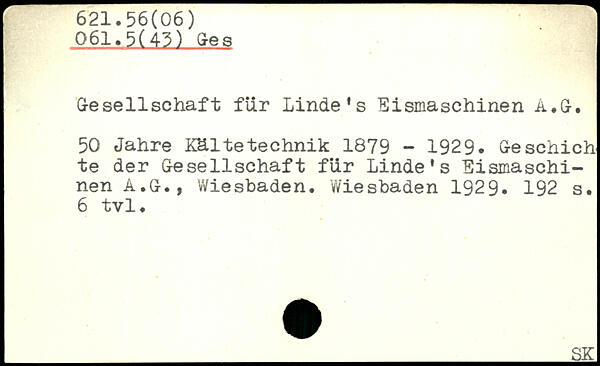 621.56(06)
061.5(43) Ges
Gesellschaft für Linde's Eismaschinen A.G.
50 Jahre Kältetechnik 1879 - 1929. Geschich
te der Gesellschaft für Linde's Eismaschi-
nen A.G., Wiesbaden. Wiesbaden 1929. 192 s.
6 tvl.
SK